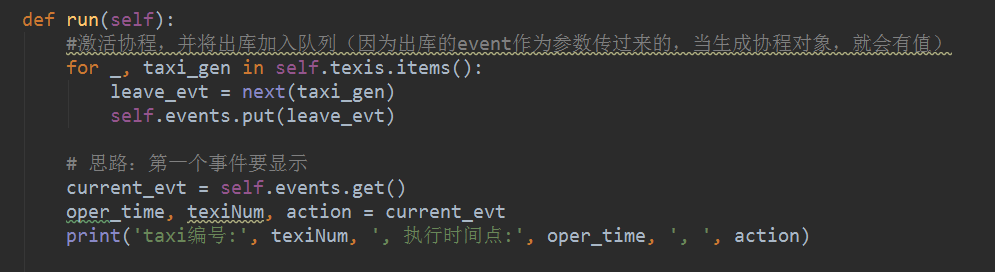 def run(self):
#激活协程，并将出库加入队列（因为出库的event作为参数传过来的，当生成协程对象，就会有值）
for _, taxi_gen in self.texis.items():
leave_evt = next(taxi_gen)
self.events.put(leave_evt)
# 思路：第一个事件要显示
current_evt = self.events.get()
oper_time, texiNum, action = current_evt
print('taxi编号:', texiNum, ', 执行时间点:', oper_time, ', ', action)